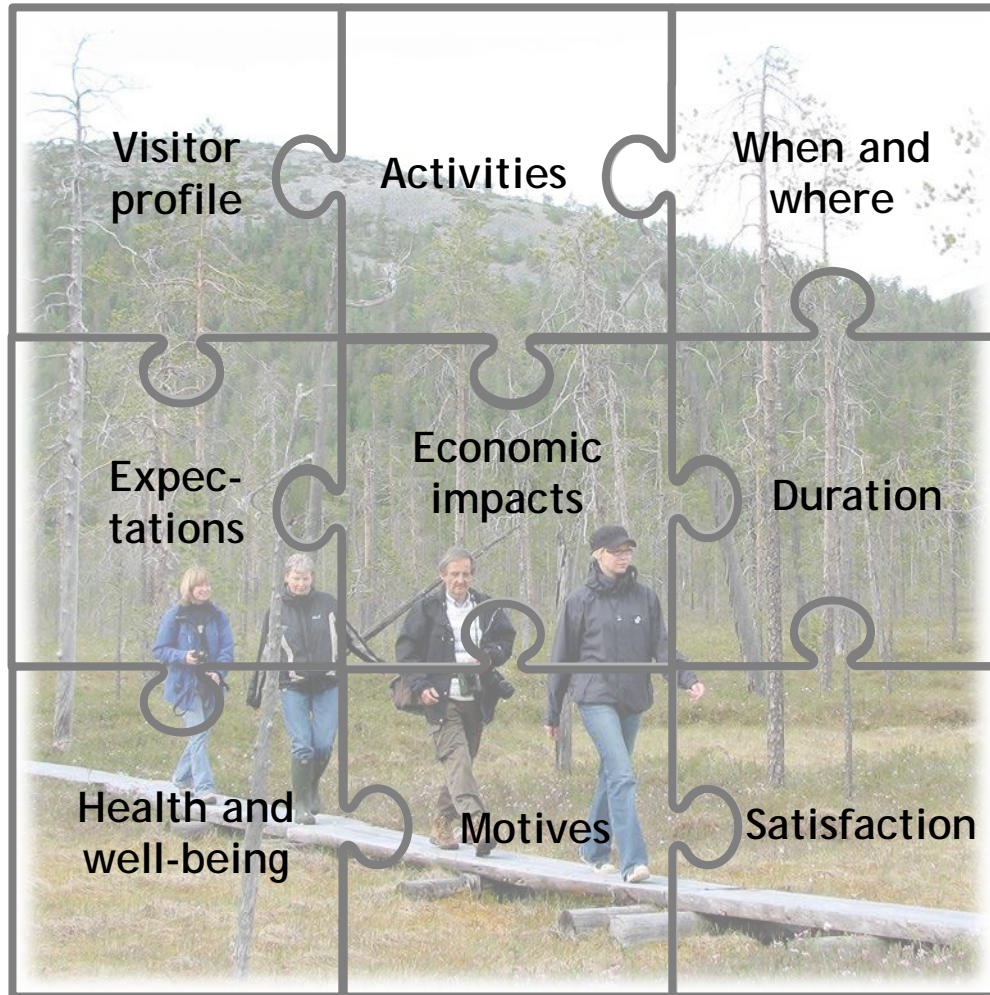 Visitor
profile
Activities
When and
where
Expec-
tations
Economic
impacts
Duration
Health and
well-being
Motives
Satisfaction